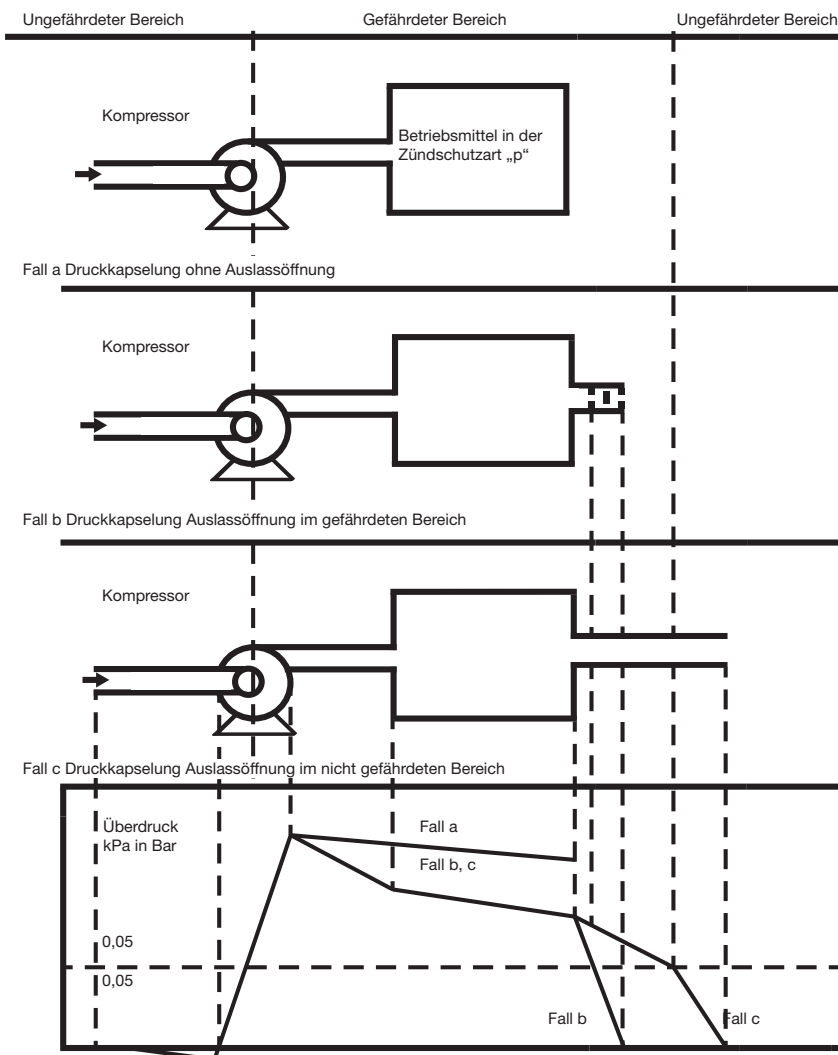 Ungefährdeter Bereich
Gefährdeter Bereich
Ungefährdeter Bereich
Kompressor
Betriebsmittel in der
Zündschutzart „p“
Fall a Druckkapselung ohne Auslassöffnung
Kompressor
Fall b Druckkapselung Auslassöffnung im gefährdeten Bereich
Kompressor
Fall c Druckkapselung Auslassöffnung im nicht gefährdeten Bereich
Überdruck
kPa in Bar
Fall a
Fall b, c
0,05
0,05
Fall b
Fall c